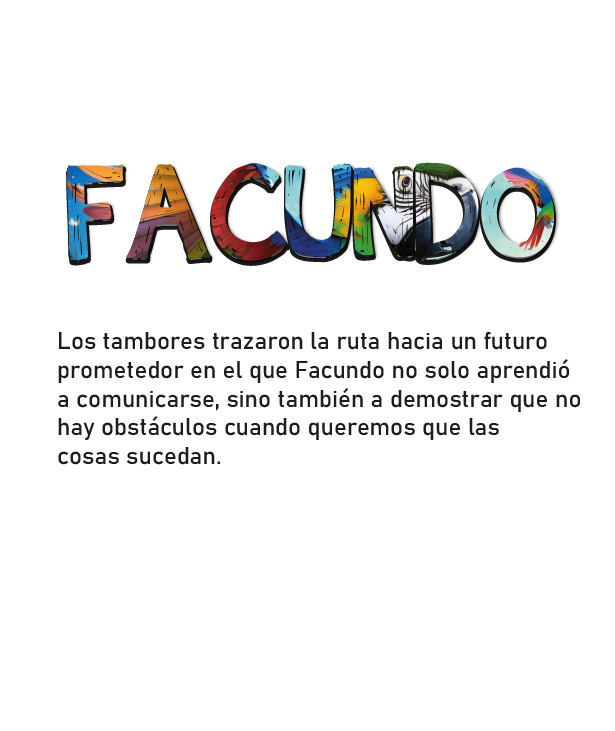 FACUNDO
Los tambores trazaron la ruta hacia un futuro
prometedor en el que Facundo no solo aprendió
a comunicarse, sino también a demostrar que no
hay obstáculos cuando queremos que las
cosas sucedan.